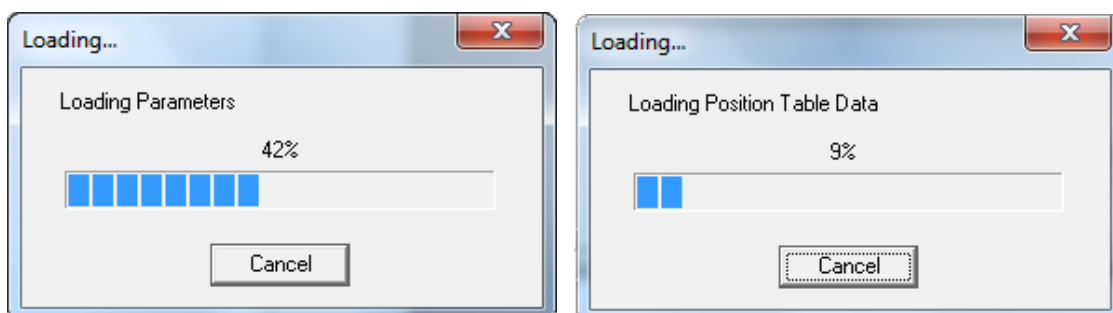 Loading...
Loading Parameters
42%
Cancel
Loading...
Loading Position Table Data
9%
Cancel